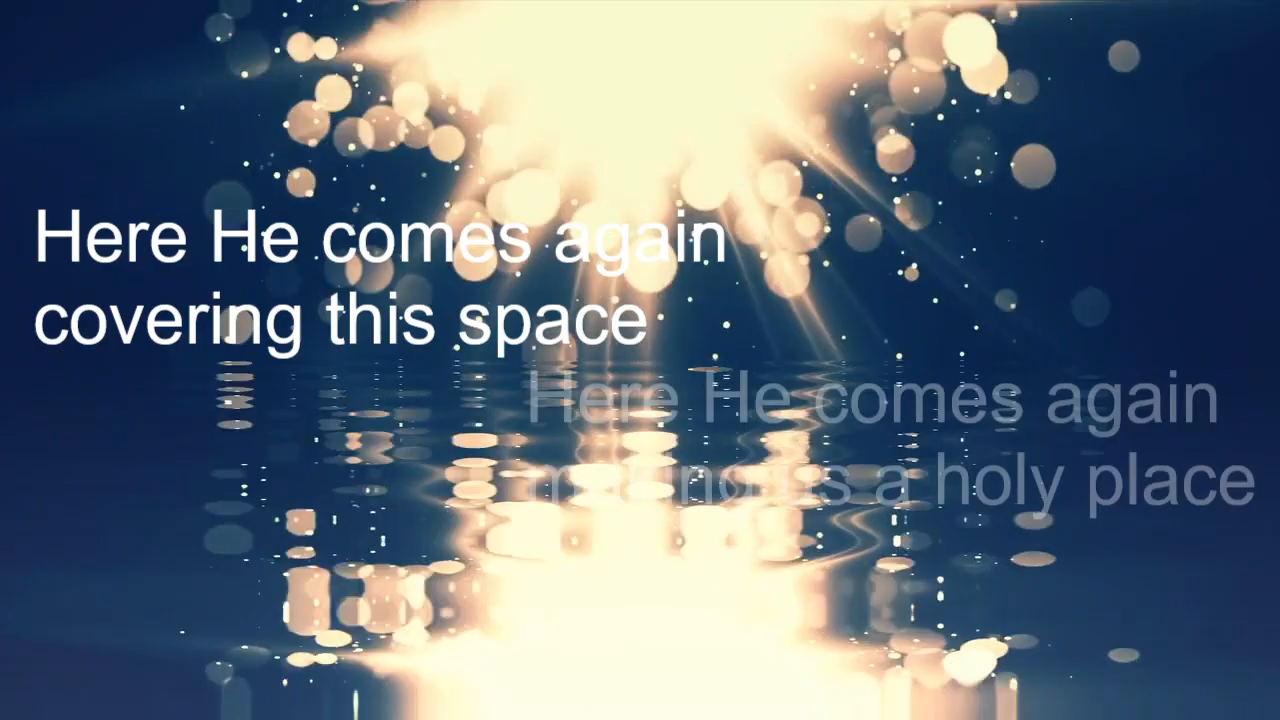 Here He comes again
covering this space
Here He comes again
making this a holy place